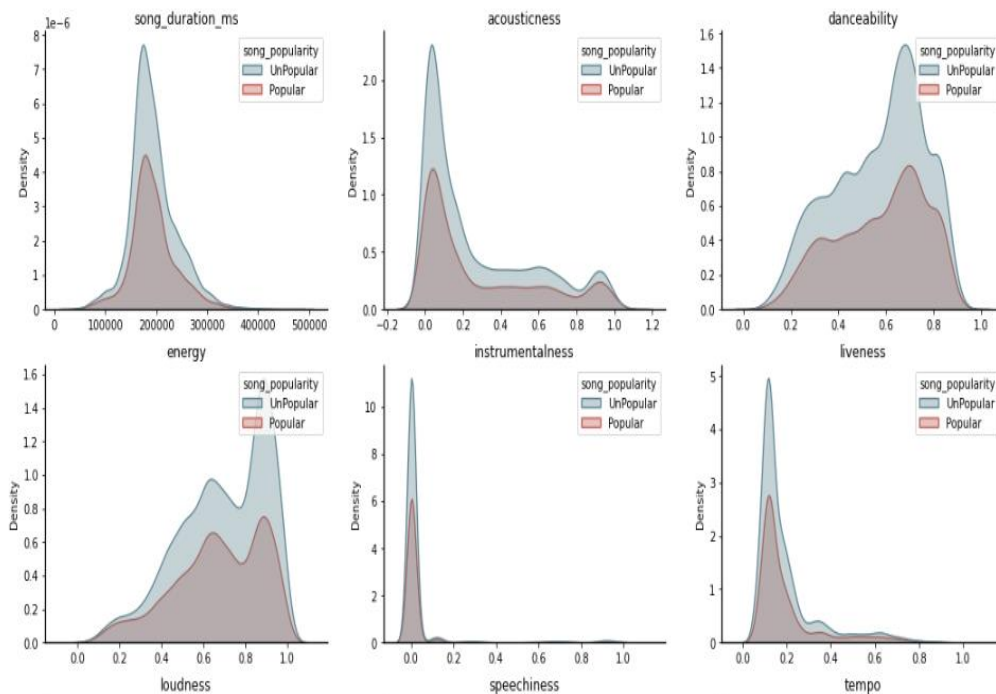 song_duration_ms
1e-6
song_popularity
UnPopular
Popular
Density
8
7
6
5
4
3
2
1
0
0 100000 200000 300000 400000 500000
acousticness
song_popularity
UnPopular
Popular
Density
2.0
1.5
1.0
0.5
0.0
−0.2 0.0 0.2 0.4 0.6 0.8 1.0 1.2
danceability
song_popularity
UnPopular
Popular
Density
1.6
1.4
1.2
1.0
0.8
0.6
0.4
0.2
0.0
0.0 0.2 0.4 0.6 0.8 1.0
energy
song_popularity
UnPopular
Popular
Density
1.6
1.4
1.2
1.0
0.8
0.6
0.4
0.2
0.0
0.0 0.2 0.4 0.6 0.8 1.0
instrumentalness
song_popularity
UnPopular
Popular
Density
10
8
6
4
2
0
0.0 0.2 0.4 0.6 0.8 1.0
liveness
song_popularity
UnPopular
Popular
Density
5
4
3
2
1
0
0.0 0.2 0.4 0.6 0.8 1.0
loudness
speechiness
tempo